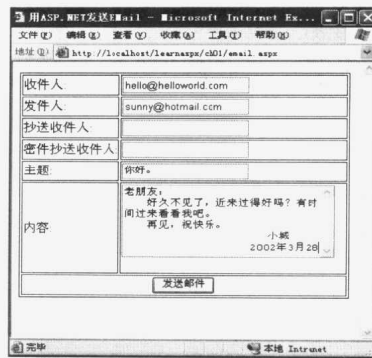 用ASP.NET发送EMail - Microsoft Internet Ex...
文件(F) 编辑(E) 查看(V) 收藏(A) 工具(T) 帮助(H)
地址(D) http://localhost/learnaspx/ch01/email.aspx
收件人: hello@helloworld.com
发件人: sunny@hotmail.com
抄送收件人:
密件抄送收件人:
主题: 你好。
内容:
老朋友:
好久不见了，近来过得好吗？有时
间过来看看我吧。
再见，祝快乐。
小城
2002年3月28
发送邮件
完毕 本地 Intranet